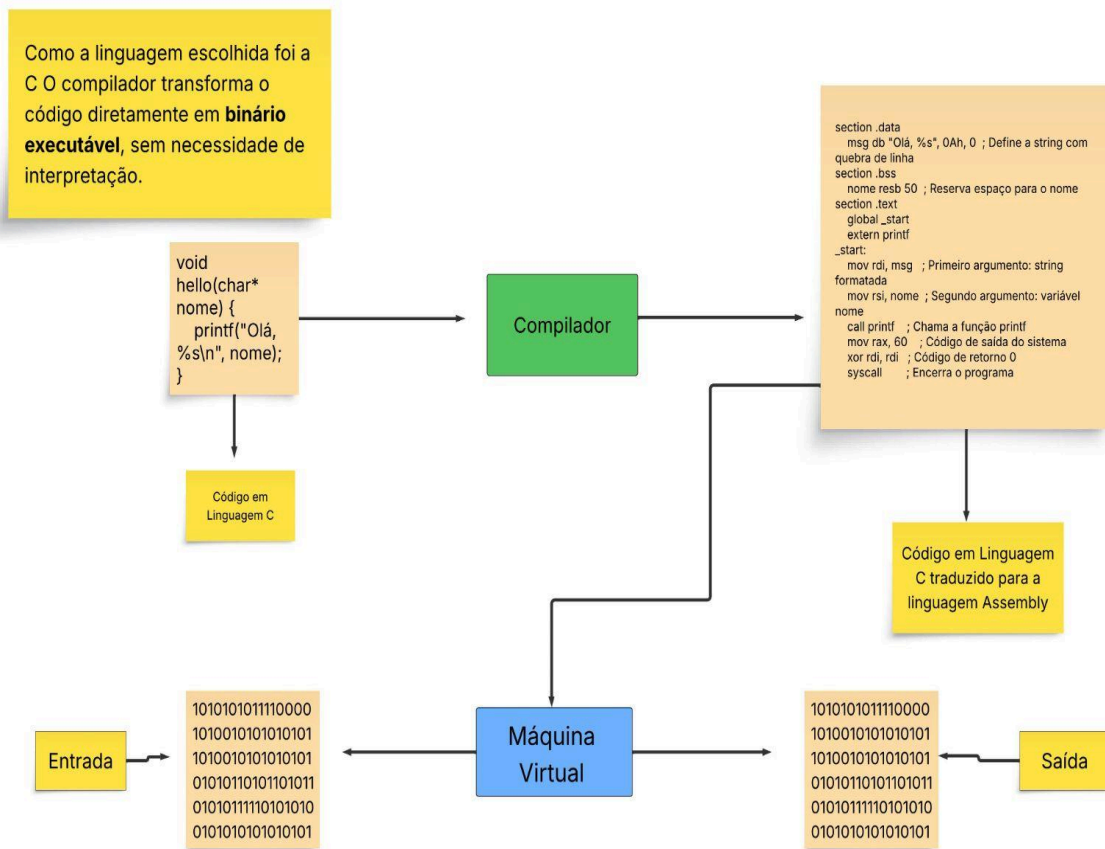 Como a linguagem escolhida foi a
C O compilador transforma o
código diretamente em binário
executável, sem necessidade de
interpretação.
void
hello(char*
nome) {
printf("Olá,
%s\n", nome);
}
Compilador
section .data
msg db "Olá, %s", 0Ah, 0 ; Define a string com
quebra de linha
section .bss
nome resb 50 ; Reserva espaço para o nome
section .text
global _start
extern printf
_start:
mov rdi, msg ; Primeiro argumento: string
formatada
mov rsi, nome ; Segundo argumento: variável
nome
call printf ; Chama a função printf
mov rax, 60 ; Código de saída do sistema
xor rdi, rdi ; Código de retorno 0
syscall ; Encerra o programa
Código em
Linguagem C
Código em Linguagem
C traduzido para a
linguagem Assembly
Entrada
1010101011110000
1010010101010101
1010010101010101
01010110101101011
01010111110101010
0101010101010101
Máquina
Virtual
1010101011110000
1010010101010101
1010010101010101
01010110101101011
01010111110101010
0101010101010101
Saída